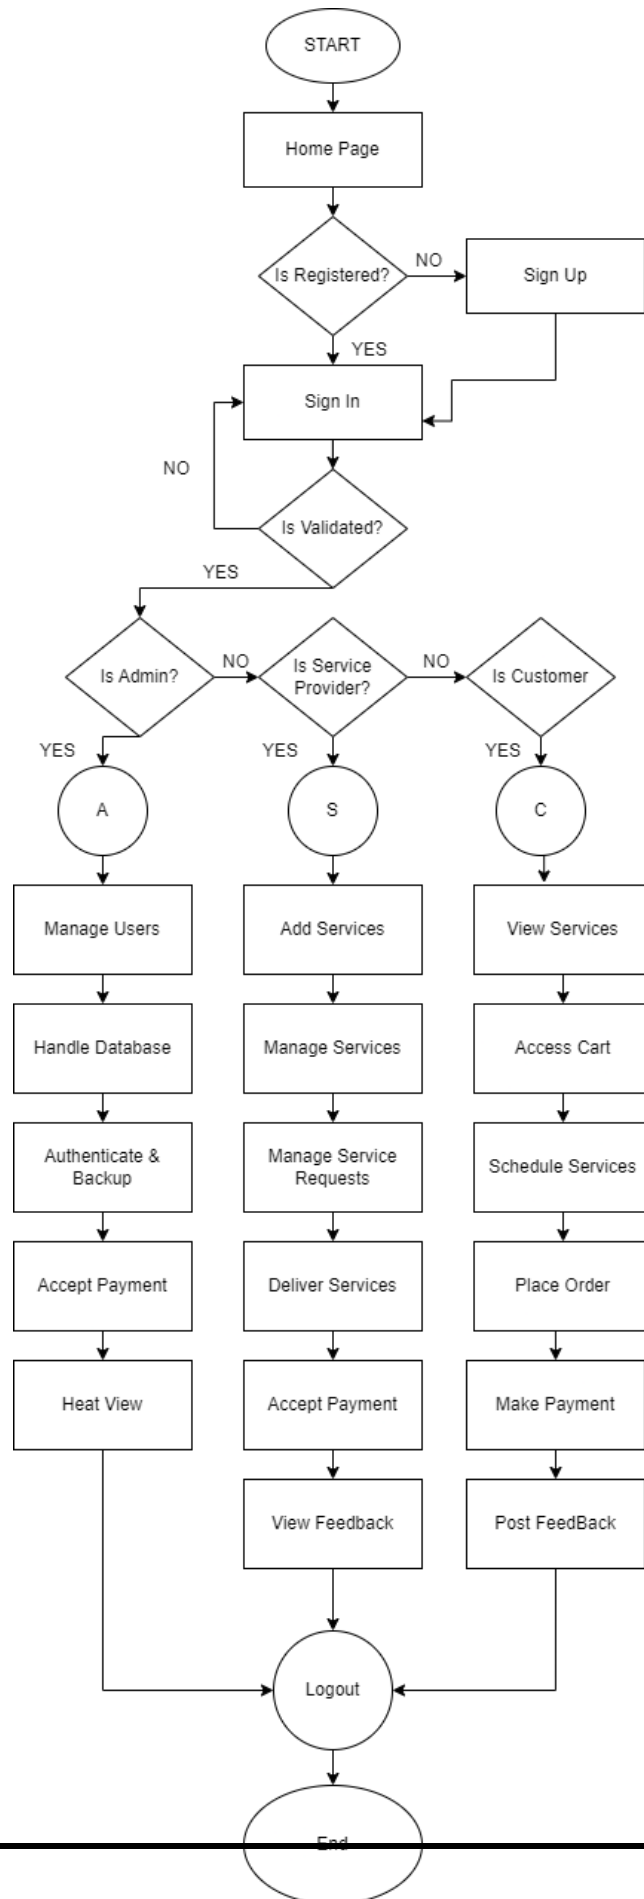 START
Home Page
Is Registered?
NO
Sign Up
YES
Sign In
NO
Is Validated?
YES
Is Admin?
NO
Is Service
Provider?
NO
Is Customer
YES
YES
YES
A
S
C
Manage Users
Add Services
View Services
Handle Database
Manage Services
Access Cart
Authenticate &
Backup
Manage Service
Requests
Schedule Services
Accept Payment
Deliver Services
Place Order
Heat View
Accept Payment
Make Payment
View Feedback
Post FeedBack
Logout
End